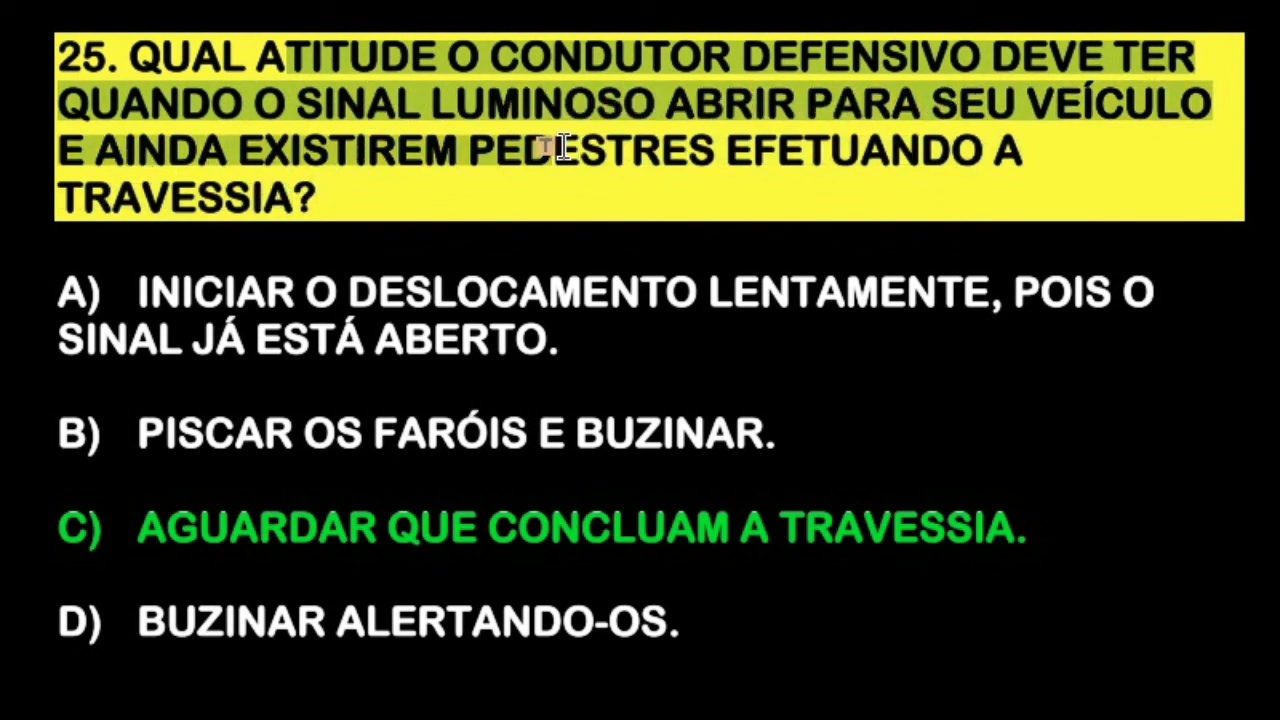 25. QUAL ATITUDE O CONDUTOR DEFENSIVO DEVE TER
QUANDO O SINAL LUMINOSO ABRIR PARA SEU VEÍCULO
E AINDA EXISTIREM PEDESTRES EFETUANDO A
TRAVESSIA?
A) INICIAR O DESLOCAMENTO LENTAMENTE, POIS O
SINAL JÁ ESTÁ ABERTO.
B) PISCAR OS FARÓIS E BUZINAR.
C) AGUARDAR QUE CONCLUAM A TRAVESSIA.
D) BUZINAR ALERTANDO-OS.